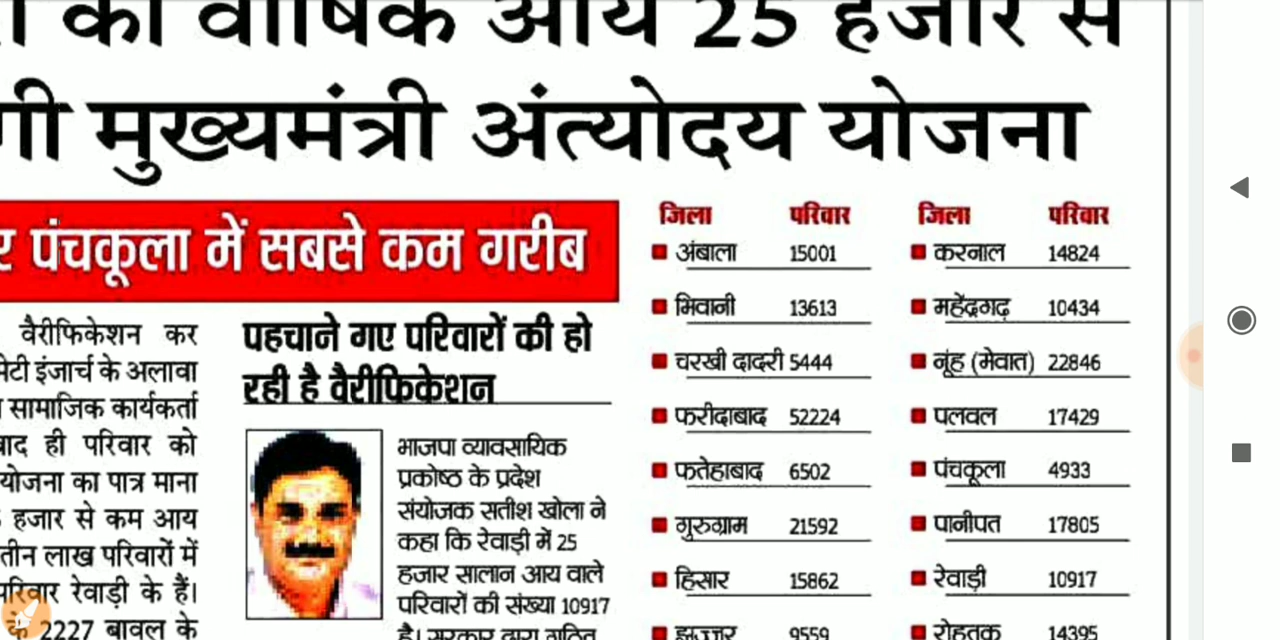 की वार्षिक आय 25 हजार से
मुख्यमंत्री अंत्योदय योजना
पंचकूला में सबसे कम गरीब
वैरीफिकेशन कर
इंजार्च के अलावा
सामाजिक कार्यकर्ता
ही परिवार को
योजना का पात्र माना
हजार से कम आय
तीन लाख परिवारों में
परिवार रेवाड़ी के हैं।
के 2227 बावल के
पहचाने गए परिवारों की हो
रही है वैरीफिकेशन
भाजपा व्यावसायिक
प्रकोष्ठ के प्रदेश
संयोजक सतीश खोला ने
कहा कि रेवाड़ी में 25
हजार सालान आय वाले
परिवारों की संख्या 10917
है। सरकार द्वारा गठित
जिला परिवार
अंबाला 15001
भिवानी 13613
चरखी दादरी 5444
फरीदाबाद 52224
फतेहाबाद 6502
गुरुग्राम 21592
हिसार 15862
झज्जर 9559
जिला परिवार
करनाल 14824
महेंद्रगढ़ 10434
नूंह (मेवात) 22846
पलवल 17429
पंचकूला 4933
पानीपत 17805
रेवाड़ी 10917
रोहतक 14395